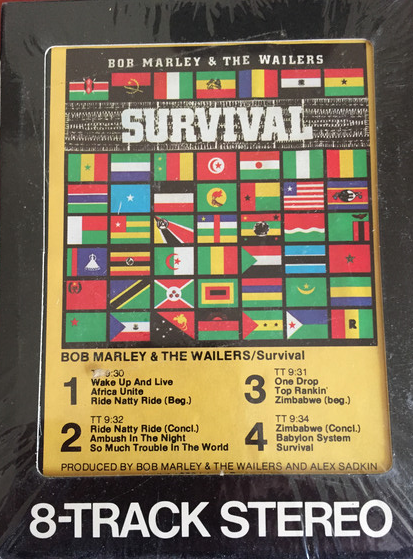 BOB MARLEY & THE WAILERS
SURVIVAL
R
BOB MARLEY & THE WAILERS/Survival
1
TT 9:30
Wake Up And Live
Africa Unite
Ride Natty Ride (Beg.)
2
TT 9:32
Ride Natty Ride (Concl.)
Ambush In The Night
So Much Trouble In The World
3
TT 9:31
One Drop
Top Rankin'
Zimbabwe (beg.)
4
TT 9:34
Zimbabwe (Concl.)
Babylon System
Survival
PRODUCED BY BOB MARLEY & THE WAILERS AND ALEX SADKIN
8-TRACK STEREO